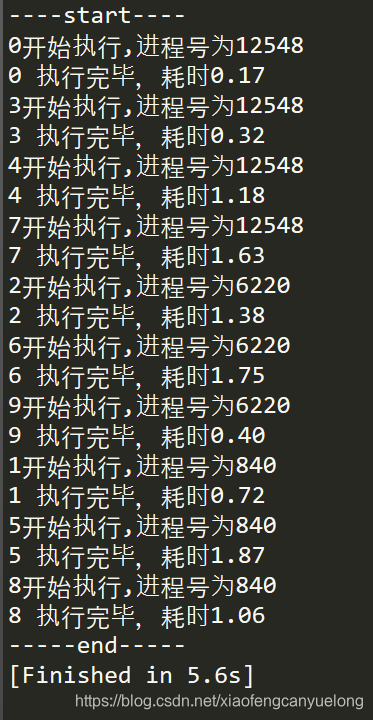 ----start----
0开始执行,进程号为12548
0 执行完毕，耗时0.17
3开始执行,进程号为12548
3 执行完毕，耗时0.32
4开始执行,进程号为12548
4 执行完毕，耗时1.18
7开始执行,进程号为12548
7 执行完毕，耗时1.63
2开始执行,进程号为6220
2 执行完毕，耗时1.38
6开始执行,进程号为6220
6 执行完毕，耗时1.75
9开始执行,进程号为6220
9 执行完毕，耗时0.40
1开始执行,进程号为840
1 执行完毕，耗时0.72
5开始执行,进程号为840
5 执行完毕，耗时1.87
8开始执行,进程号为840
8 执行完毕，耗时1.06
-----end-----
[Finished in 5.6s]
https://blog.csdn.net/xiaofengcanyuelong